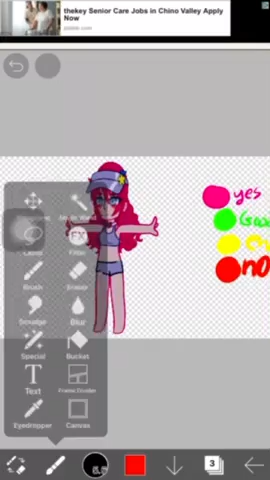 thekey Senior Care Jobs in Chino Valley Apply
Now
yes
no
FX
Filter
Brush
Eraser
Smudge
Blur
Special
Bucket
Text
Frame Divider
Eyedropper
Canvas
3